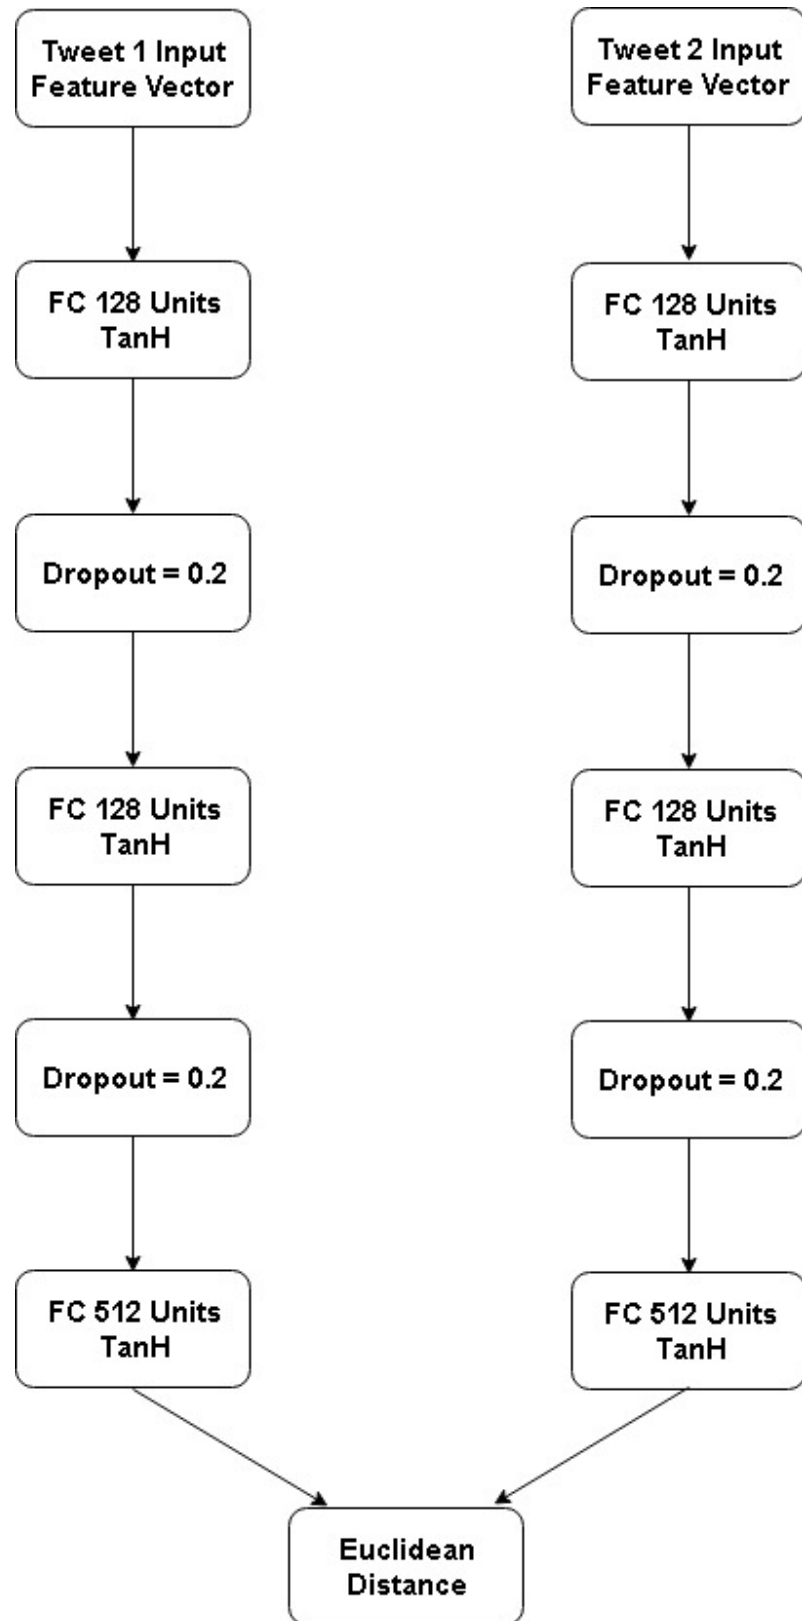 Tweet 1 Input
Feature Vector
FC 128 Units
TanH
Dropout = 0.2
FC 128 Units
TanH
Dropout = 0.2
FC 512 Units
TanH
Tweet 2 Input
Feature Vector
FC 128 Units
TanH
Dropout = 0.2
FC 128 Units
TanH
Dropout = 0.2
FC 512 Units
TanH
Euclidean
Distance